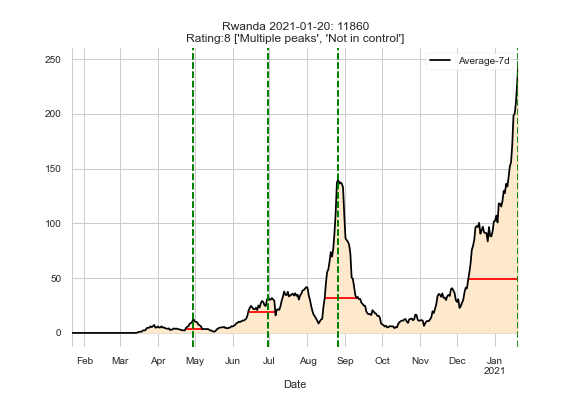 Rwanda 2021-01-20: 11860
Rating:8 ['Multiple peaks', 'Not in control']
Average-7d
250
200
150
100
50
0
Feb Mar Apr May Jun Jul Aug Sep Oct Nov Dec Jan
2021
Date